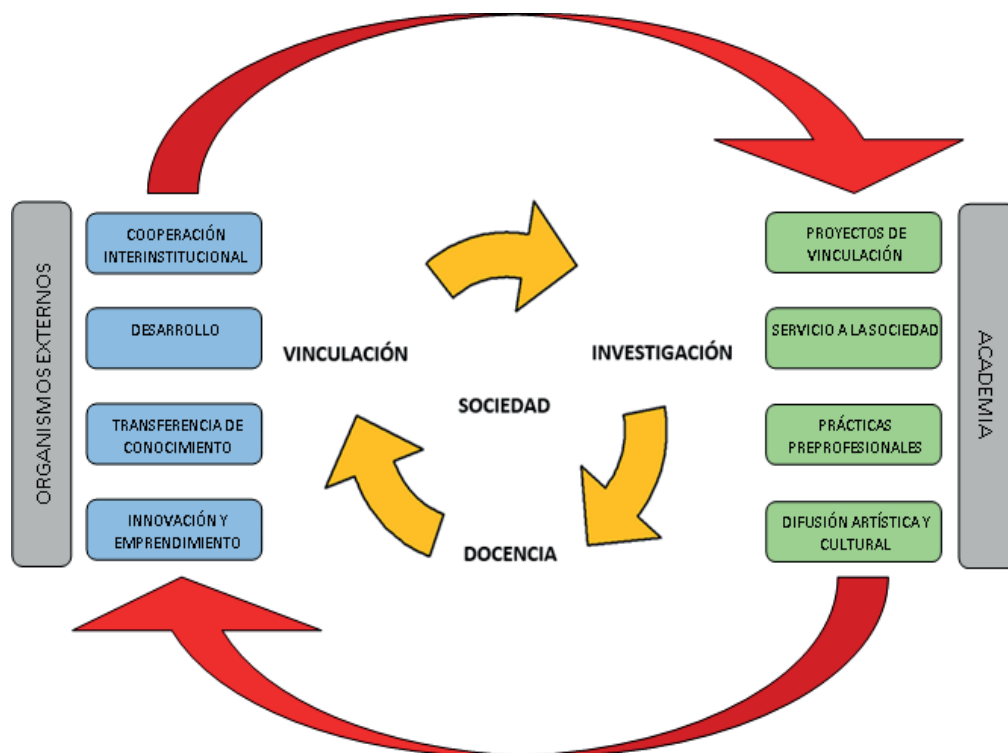 ORGANISMOS EXTERNOS
COOPERACIÓN
INTERINSTITUCIONAL
DESARROLLO
TRANSFERENCIA DE
CONOCIMIENTO
INNOVACIÓN Y
EMPRENDIMIENTO
VINCULACIÓN
INVESTIGACIÓN
SOCIEDAD
DOCENCIA
PROYECTOS DE
VINCULACIÓN
SERVICIO A LA SOCIEDAD
PRÁCTICAS
PREPROFESIONALES
DIFUSIÓN ARTÍSTICA Y
CULTURAL
ACADEMIA